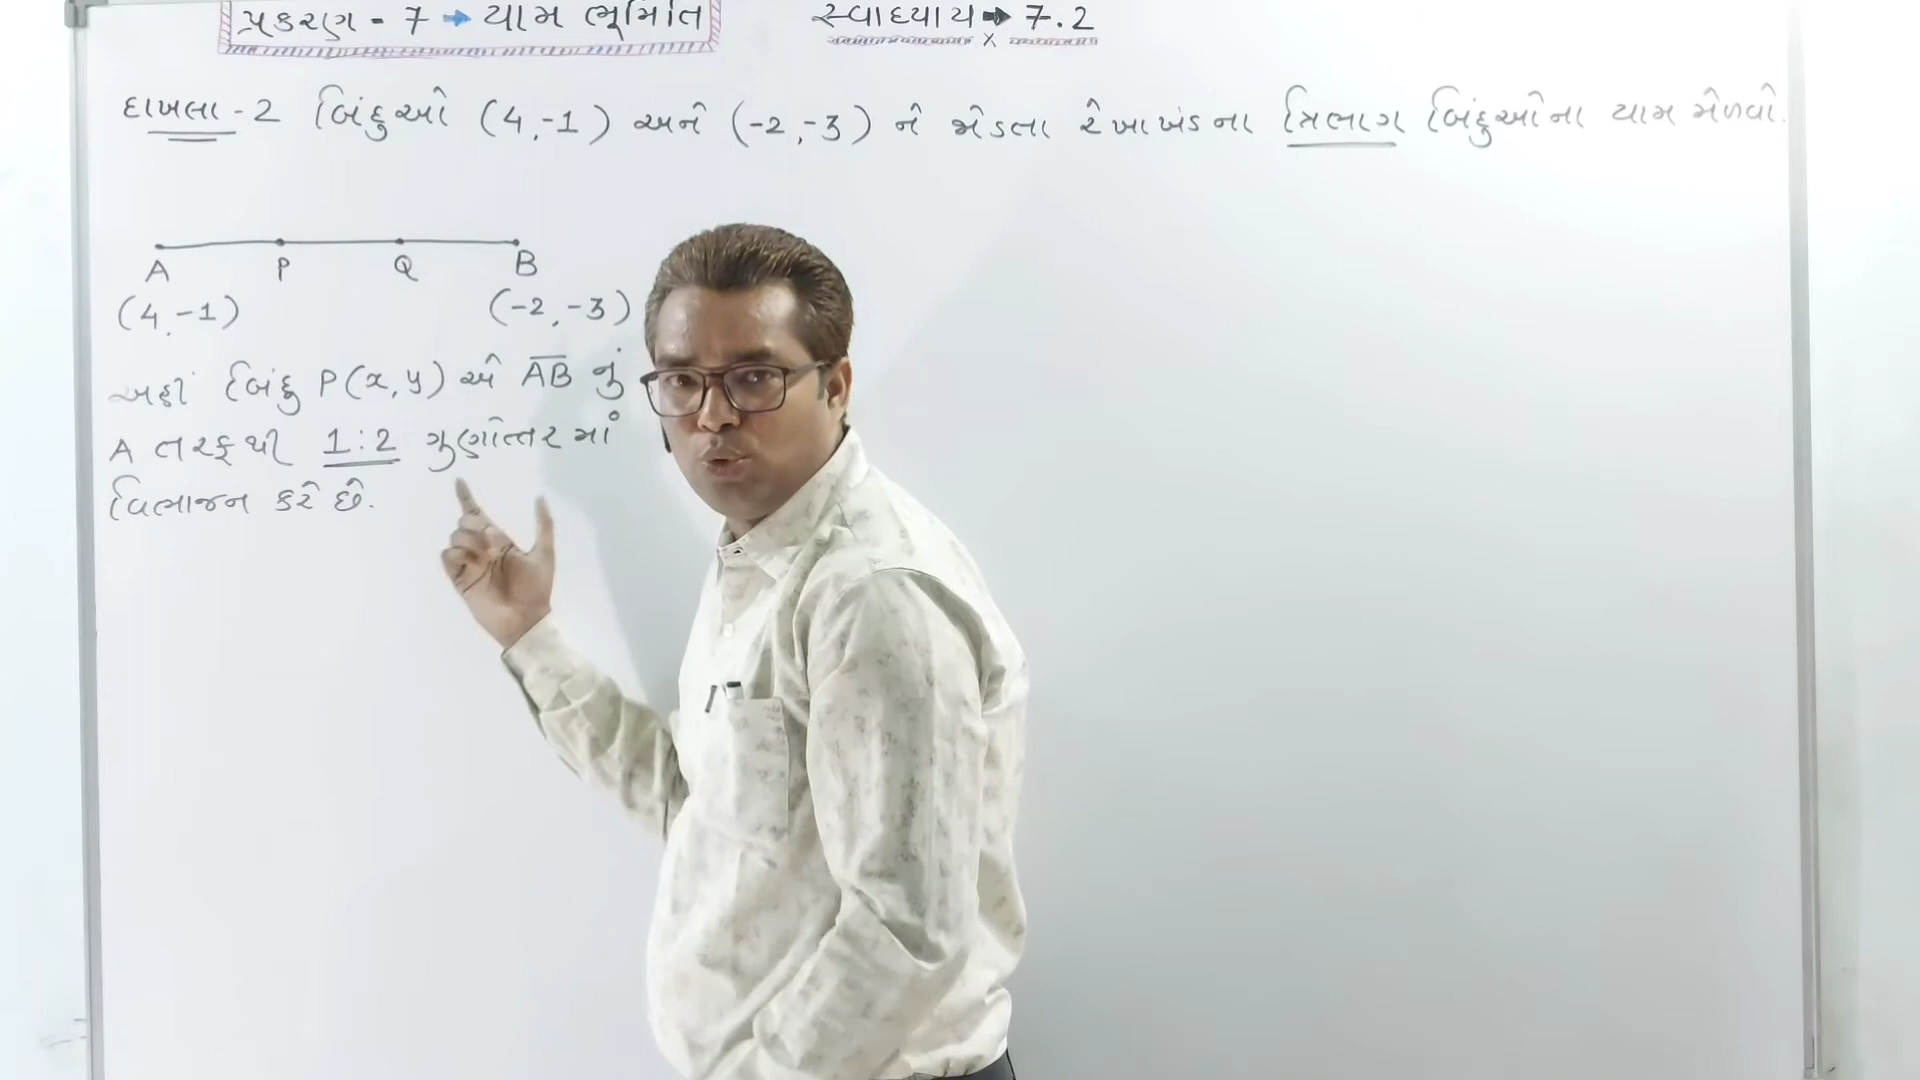 પ્રકરણ - 7 → યામ ભૂમિતિ
સ્વાધ્યાય → 7.2
x
દાખલા - 2 બિંદુઓ (4,-1) અને (-2,-3) ને જોડતા રેખાખંડના ત્રિભાગ બિંદુઓના યામ મેળવો.
A P Q B
(4,-1) (-2,-3)
અહીં બિંદુ P(x,y) એ A̅B̅ નું
A તરફથી 1:2 ગુણોત્તરમાં
વિભાજન કરે છે.